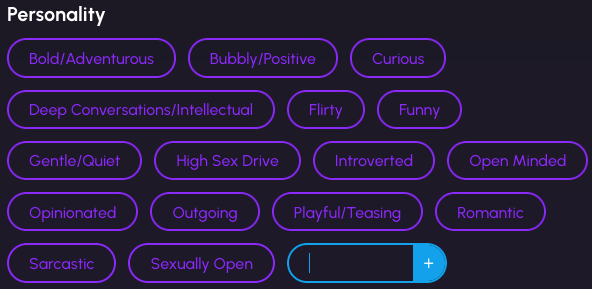 Personality
Bold/Adventurous Bubbly/Positive Curious
Deep Conversations/Intellectual Flirty Funny
Gentle/Quiet High Sex Drive Introverted Open Minded
Opinionated Outgoing Playful/Teasing Romantic
Sarcastic Sexually Open +